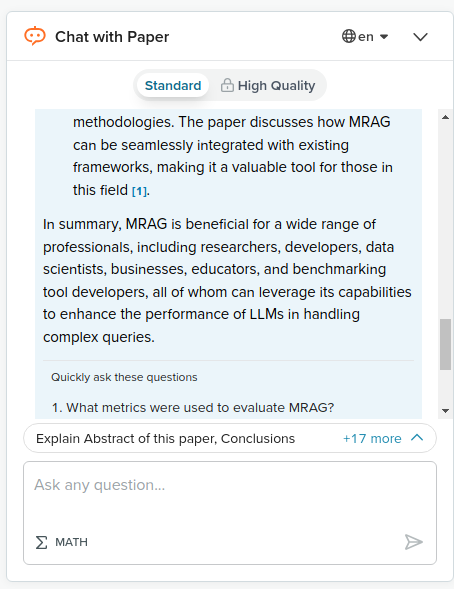 Chat with Paper
en
Standard
High Quality
methodologies. The paper discusses how MRAG
can be seamlessly integrated with existing
frameworks, making it a valuable tool for those in
this field [1].
In summary, MRAG is beneficial for a wide range of
professionals, including researchers, developers, data
scientists, businesses, educators, and benchmarking
tool developers, all of whom can leverage its capabilities
to enhance the performance of LLMs in handling
complex queries.
Quickly ask these questions
1. What metrics were used to evaluate MRAG?
Explain Abstract of this paper, Conclusions
+17 more
Ask any question...
Σ MATH